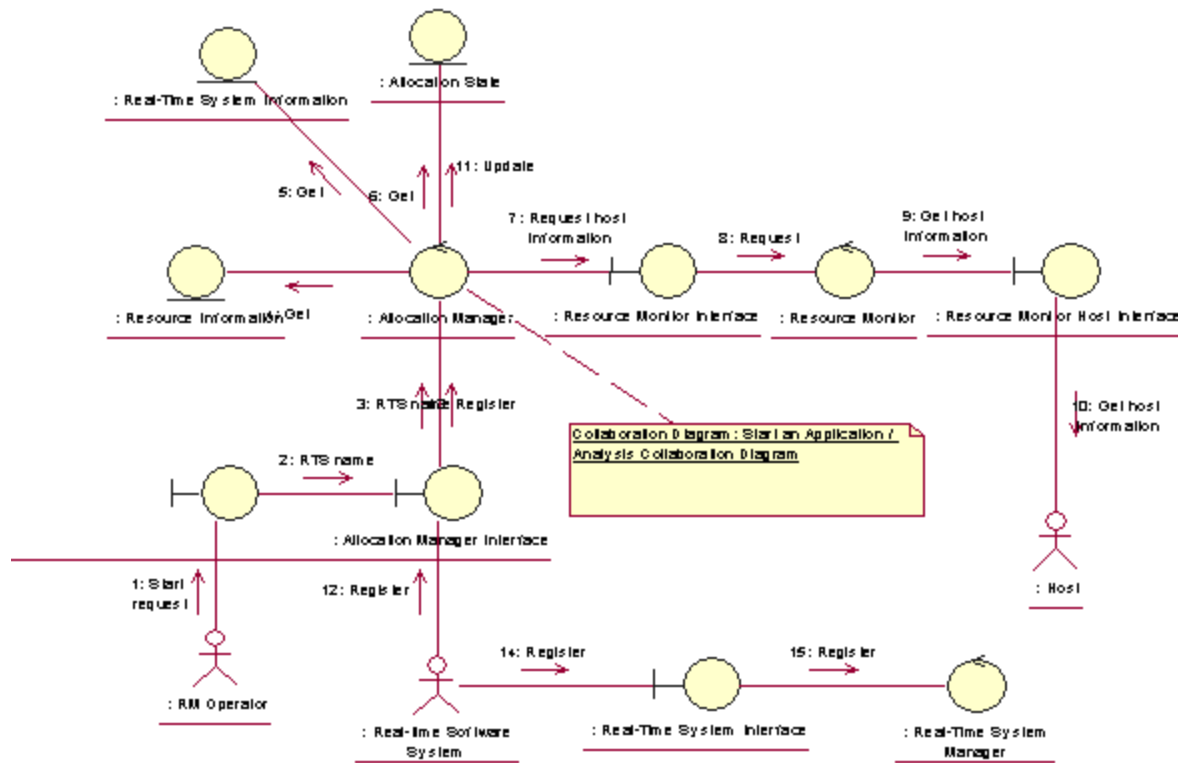 : Allocation State
: Real-Time System Information
11: Update
5: Get
6: Get
7: Request host
information
8: Request
9: Get host
information
: Resource Information
: Get
: Allocation Manager
: Resource Monitor Interface
: Resource Monitor
: Resource Monitor Host Interface
3: RTS name
Register
10: Get host
information
Collaboration Diagram: Start an Application /
Analysis Collaboration Diagram
2: RTS name
: Allocation Manager Interface
1: Start
request
12: Register
: Host
14: Register
15: Register
: RM Operator
: Real-time Software
System
: Real-Time System Interface
: Real-Time System
Manager